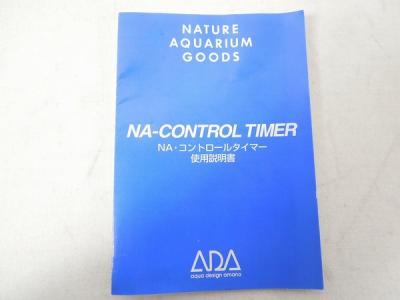 NATURE
AQUARIUM
GOODS
NA-CONTROL TIMER
NA・コントロールタイマー
使用説明書
ADA
aqua design amano